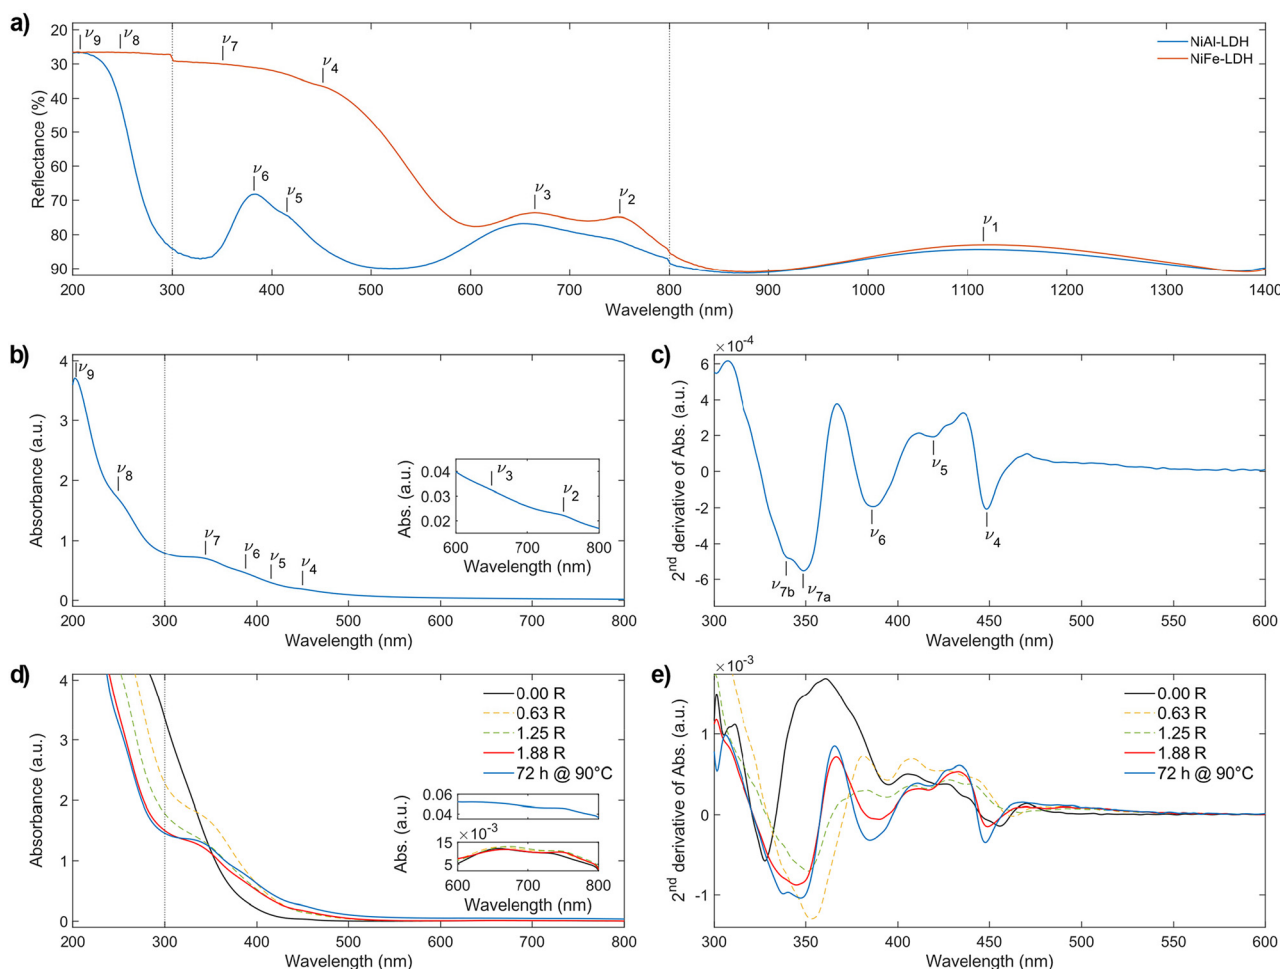 a)
20
30
40
50
60
70
80
90
Reflectance (%)
ν9
ν8
ν7
ν4
ν6
ν5
ν3
ν2
ν1
NiAl-LDH
NiFe-LDH
200 300 400 500 600 700 800 900 1000 1100 1200 1300 1400
Wavelength (nm)
b)
4
3
2
1
0
Absorbance (a.u.)
ν9
ν8
ν7
ν6
ν5
ν4
0.04
0.03
0.02
Abs. (a.u.)
ν3
ν2
600 700 800
Wavelength (nm)
200 300 400 500 600 700 800
Wavelength (nm)
c)
×10-4
6
4
2
0
-2
-4
-6
2nd derivative of Abs. (a.u.)
ν7b
ν7a
ν6
ν5
ν4
300 350 400 450 500 550 600
Wavelength (nm)
d)
4
3
2
1
0
Absorbance (a.u.)
0.00 R
0.63 R
1.25 R
1.88 R
72 h @ 90°C
0.06
0.04
×10-3
15
5
Abs. (a.u.)
600 700 800
Wavelength (nm)
200 300 400 500 600 700 800
Wavelength (nm)
e)
×10-3
1
0
-1
2nd derivative of Abs. (a.u.)
0.00 R
0.63 R
1.25 R
1.88 R
72 h @ 90°C
300 350 400 450 500 550 600
Wavelength (nm)